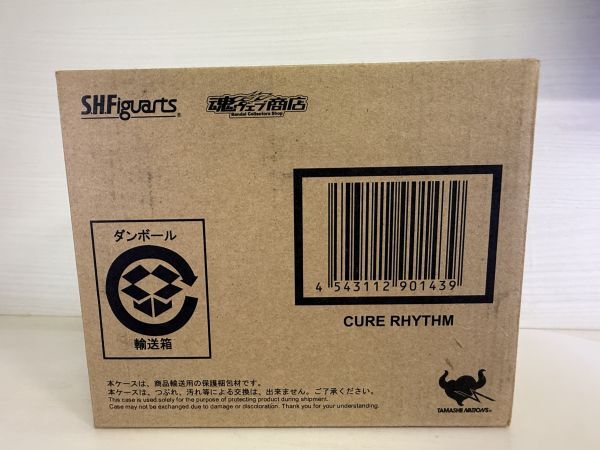 S.H.Figuarts
魂ウェブ商店
Bandai Collectors Shop
ダンボール
輸送箱
4 543112 901439
CURE RHYTHM
本ケースは、商品輸送用の保護梱包材です。
本ケースは、つぶれ、汚れ等による交換は、出来ません。ご了承ください。
This case is used solely for the purpose of protecting product during shipment.
Case may not be exchanged due to damage or discoloration. Thank you for your understanding.
TAMASHII NATIONS